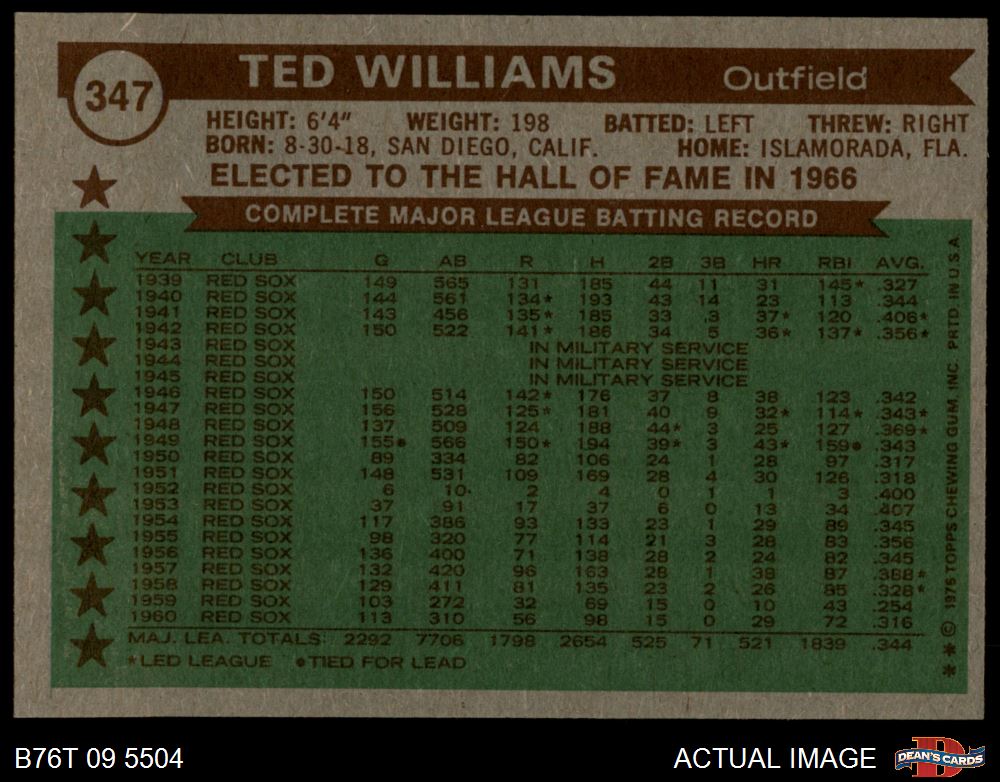 347
TED WILLIAMS Outfield
HEIGHT: 6'4" WEIGHT: 198 BATTED: LEFT THREW: RIGHT
BORN: 8-30-18, SAN DIEGO, CALIF. HOME: ISLAMORADA, FLA.
ELECTED TO THE HALL OF FAME IN 1966
COMPLETE MAJOR LEAGUE BATTING RECORD
YEAR CLUB G AB R H 2B 3B HR RBI AVG.
1939 RED SOX 149 565 131 185 44 11 31 145* .327
1940 RED SOX 144 561 134* 193 43 14 23 113 .344
1941 RED SOX 143 456 135* 185 33 .3 37* 120 .406*
1942 RED SOX 150 522 141* 186 34 5 36* 137* .356*
1943 RED SOX IN MILITARY SERVICE
1944 RED SOX IN MILITARY SERVICE
1945 RED SOX IN MILITARY SERVICE
1946 RED SOX 150 514 142* 176 37 8 38 123 .342
1947 RED SOX 156 528 125* 181 40 9 32* 114* .343*
1948 RED SOX 137 509 124 188 44* 3 25 127 .369*
1949 RED SOX 155● 566 150* 194 39* 3 43* 159● .343
1950 RED SOX 89 334 82 106 24 1 28 97 .317
1951 RED SOX 148 531 109 169 28 4 30 126 .318
1952 RED SOX 6 10 2 4 0 1 1 3 .400
1953 RED SOX 37 91 17 37 6 0 13 34 .407
1954 RED SOX 117 386 93 133 23 1 29 89 .345
1955 RED SOX 98 320 77 114 21 3 28 83 .356
1956 RED SOX 136 400 71 138 28 2 24 82 .345
1957 RED SOX 132 420 96 163 28 1 38 87 .388*
1958 RED SOX 129 411 81 135 23 2 26 85 .328*
1959 RED SOX 103 272 32 69 15 0 10 43 .254
1960 RED SOX 113 310 56 98 15 0 29 72 .316
MAJ. LEA. TOTALS: 2292 7706 1798 2654 525 71 521 1839 .344
*LED LEAGUE ●TIED FOR LEAD
** © 1976 TOPPS CHEWING GUM, INC. PRTD. IN U.S.A.
B76T 09 5504 ACTUAL IMAGE
D
DEAN'S CARDS